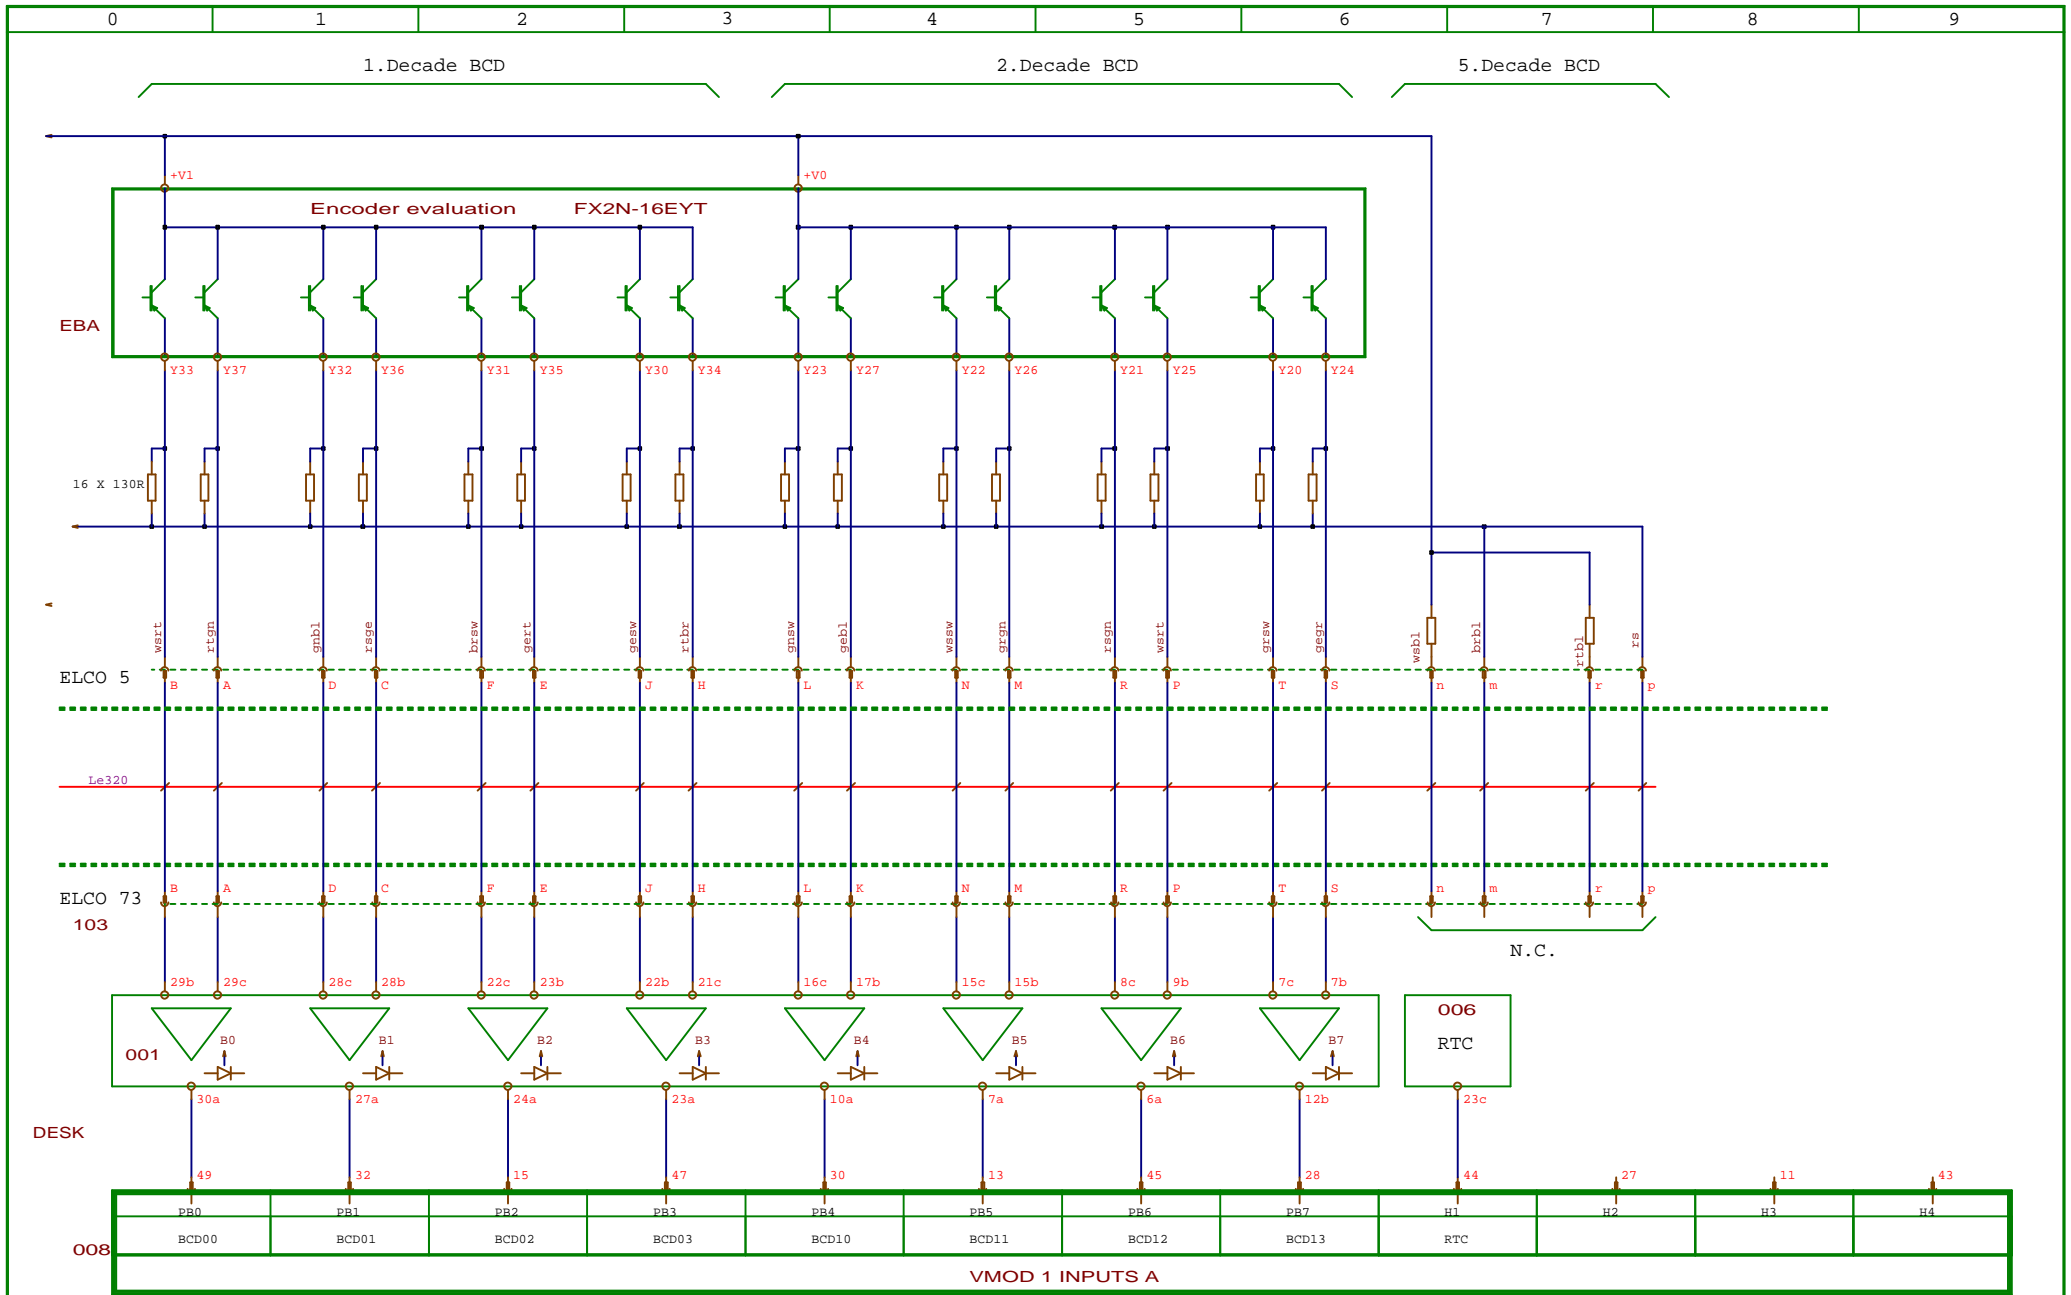 0 1 2 3 4 5 6 7 8 9
1.Decade BCD 2.Decade BCD 5.Decade BCD
+V1 +V0
Encoder evaluation FX2N-16EYT
EBA
Y33 Y37 Y32 Y36 Y31 Y35 Y30 Y34 Y23 Y27 Y22 Y26 Y21 Y25 Y20 Y24
16 X 130R
wsrt rtgn gnbl rsge brsw gert gesw rtbr gnsw gebl wssw grgn rsgn wsrt grsw gegr wsbl brbl rtbl rs
ELCO 5
B A D C F E J H L K N M R P T S n m r p
Le320
B A D C F E J H L K N M R P T S n m r p
ELCO 73
103
N.C.
29b 29c 28c 28b 22c 23b 22b 21c 16c 17b 15c 15b 8c 9b 7c 7b
006
B0 B1 B2 B3 B4 B5 B6 B7
RTC
001
30a 27a 24a 23a 10a 7a 6a 12b 23c
DESK
49 32 15 47 30 13 45 28 44 27 11 43
PB0 PB1 PB2 PB3 PB4 PB5 PB6 PB7 H1 H2 H3 H4
008 BCD00 BCD01 BCD02 BCD03 BCD10 BCD11 BCD12 BCD13 RTC
VMOD 1 INPUTS A